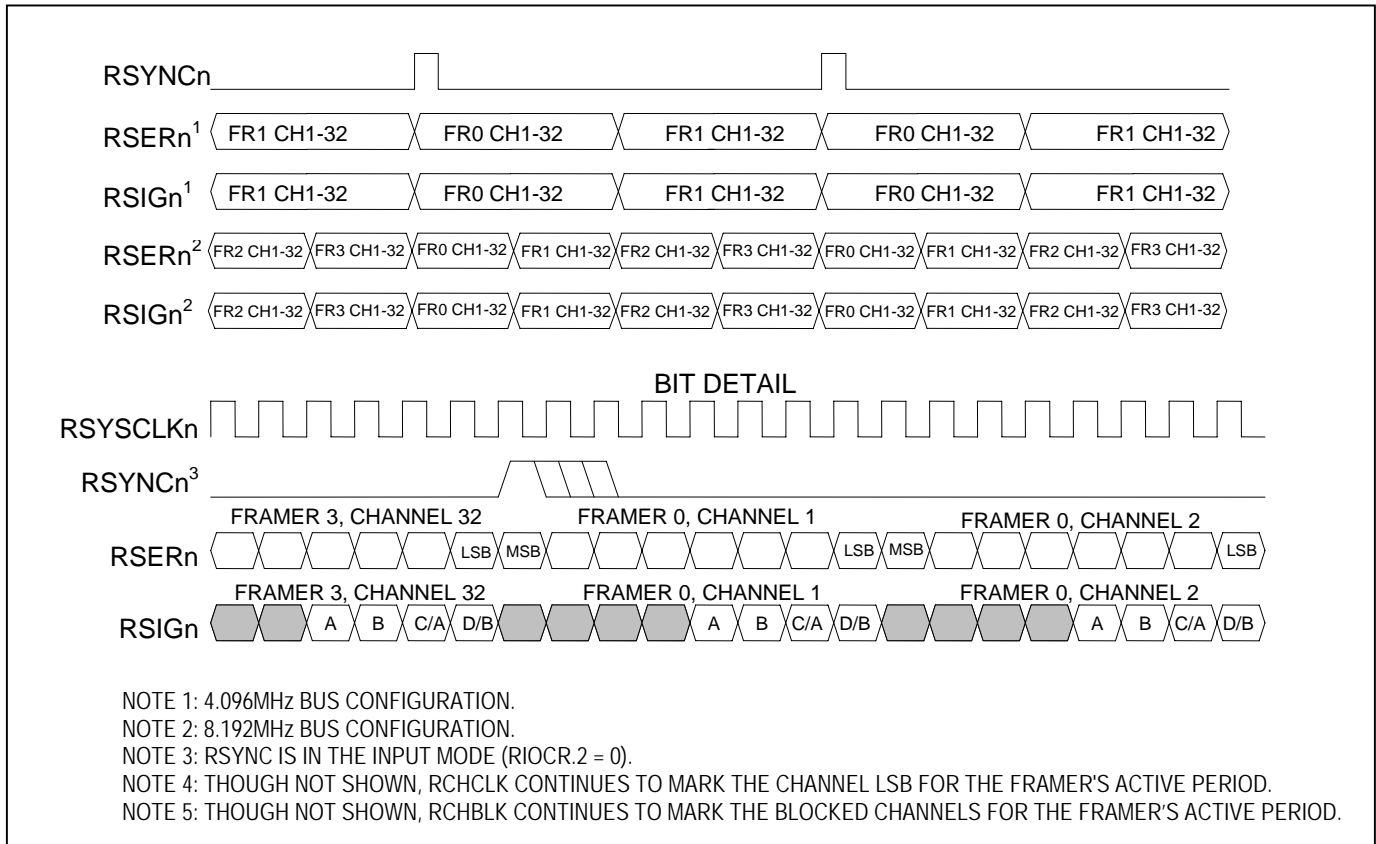 RSYNCn
RSERn1 FR1 CH1-32 FR0 CH1-32 FR1 CH1-32 FR0 CH1-32 FR1 CH1-32
RSIGn1 FR1 CH1-32 FR0 CH1-32 FR1 CH1-32 FR0 CH1-32 FR1 CH1-32
RSERn2 FR2 CH1-32 FR3 CH1-32 FR0 CH1-32 FR1 CH1-32 FR2 CH1-32 FR3 CH1-32 FR0 CH1-32 FR1 CH1-32 FR2 CH1-32 FR3 CH1-32
RSIGn2 FR2 CH1-32 FR3 CH1-32 FR0 CH1-32 FR1 CH1-32 FR2 CH1-32 FR3 CH1-32 FR0 CH1-32 FR1 CH1-32 FR2 CH1-32 FR3 CH1-32
BIT DETAIL
RSYSCLKn
RSYNCn3
FRAMER 3, CHANNEL 32 FRAMER 0, CHANNEL 1 FRAMER 0, CHANNEL 2
RSERn LSB MSB LSB MSB LSB
FRAMER 3, CHANNEL 32 FRAMER 0, CHANNEL 1 FRAMER 0, CHANNEL 2
RSIGn A B C/A D/B A B C/A D/B A B C/A D/B
NOTE 1: 4.096MHz BUS CONFIGURATION.
NOTE 2: 8.192MHz BUS CONFIGURATION.
NOTE 3: RSYNC IS IN THE INPUT MODE (RIOCR.2 = 0).
NOTE 4: THOUGH NOT SHOWN, RCHCLK CONTINUES TO MARK THE CHANNEL LSB FOR THE FRAMER'S ACTIVE PERIOD.
NOTE 5: THOUGH NOT SHOWN, RCHBLK CONTINUES TO MARK THE BLOCKED CHANNELS FOR THE FRAMER’S ACTIVE PERIOD.